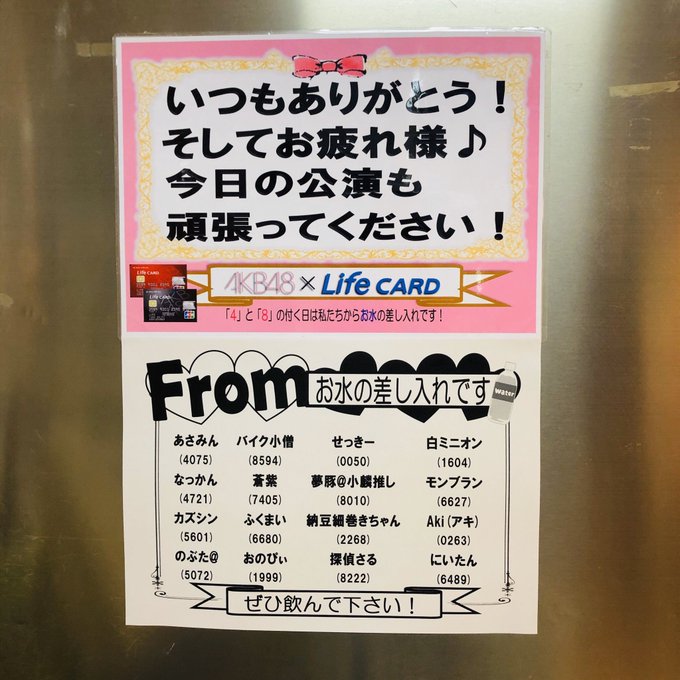 いつもありがとう！
そしてお疲れ様♪
今日の公演も
頑張ってください！
Life CARD
Life CARD
AKB48 × Life CARD
「4」と「8」の付く日は私たちからお水の差し入れです！
From お水の差し入れです
Water
あさみん バイク小僧 せっきー 白ミニオン
(4075) (8594) (0050) (1604)
なっかん 蒼紫 夢豚@小麟推し モンブラン
(4721) (7405) (8010) (6627)
カズシン ふくまい 納豆細巻きちゃん Aki(アキ)
(5601) (6680) (2268) (0263)
のぶた@ おのぴぃ 探偵さる にいたん
(5072) (1999) (8222) (6489)
ぜひ飲んで下さい！